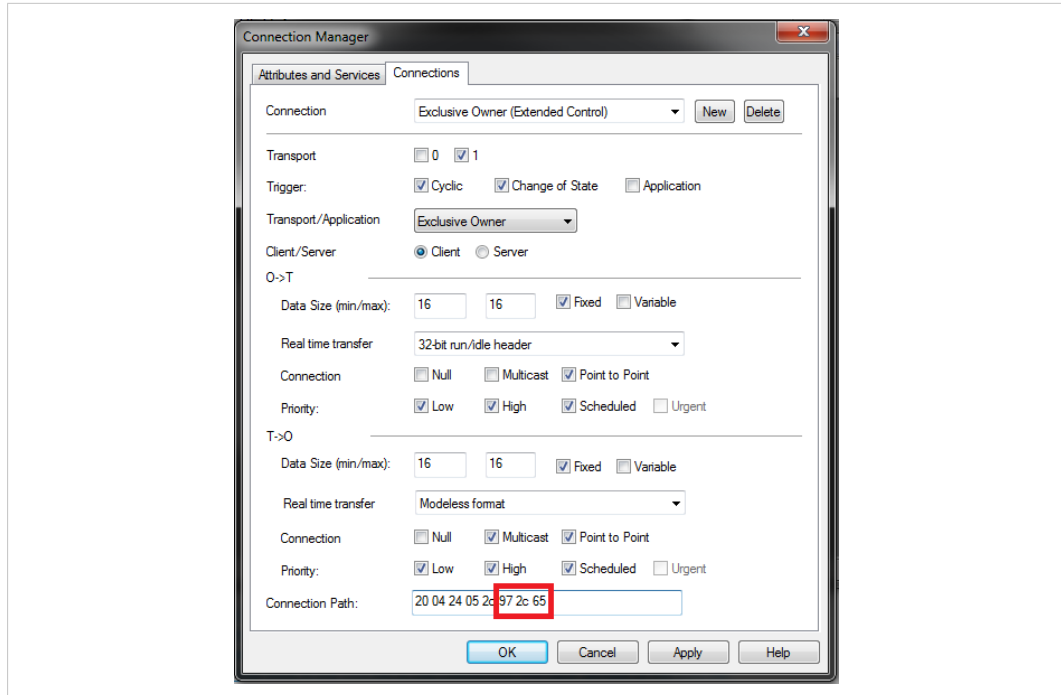 Connection Manager
Attributes and Services Connections
Connection Exclusive Owner (Extended Control) New Delete
Transport 0 1
Trigger: Cyclic Change of State Application
Transport/Application Exclusive Owner
Client/Server Client Server
O->T
Data Size (min/max): 16 16 Fixed Variable
Real time transfer 32-bit run/idle header
Connection Null Multicast Point to Point
Priority: Low High Scheduled Urgent
T->O
Data Size (min/max): 16 16 Fixed Variable
Real time transfer Modeless format
Connection Null Multicast Point to Point
Priority: Low High Scheduled Urgent
Connection Path: 20 04 24 05 2c 97 2c 65
OK Cancel Apply Help